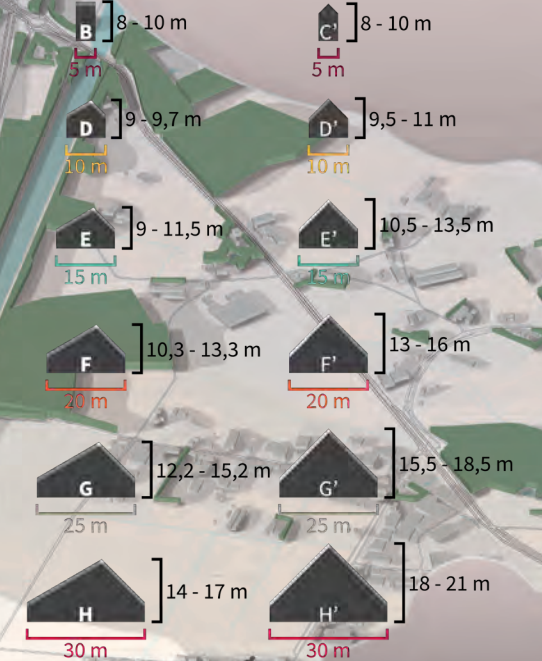 B 8 - 10 m C' 8 - 10 m
5 m 5 m
D 9 - 9,7 m D' 9,5 - 11 m
10 m 10 m
E 9 - 11,5 m E' 10,5 - 13,5 m
15 m 15 m
F 10,3 - 13,3 m F' 13 - 16 m
20 m 20 m
G 12,2 - 15,2 m G' 15,5 - 18,5 m
25 m 25 m
H 14 - 17 m H' 18 - 21 m
30 m 30 m